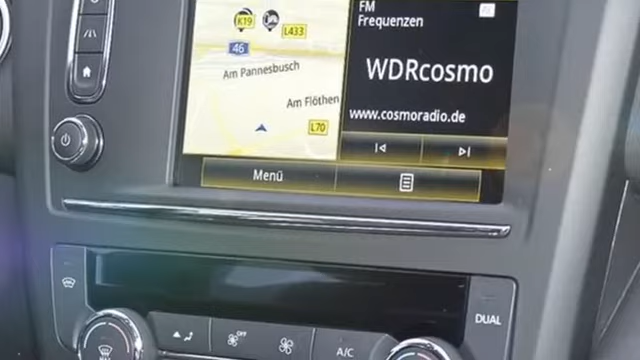 FM
Frequenzen
K19
L433
46
Am Pannesbusch
WDRcosmo
Am Flöthen
www.cosmoradio.de
L70
Menü
DUAL
OFF
A/C